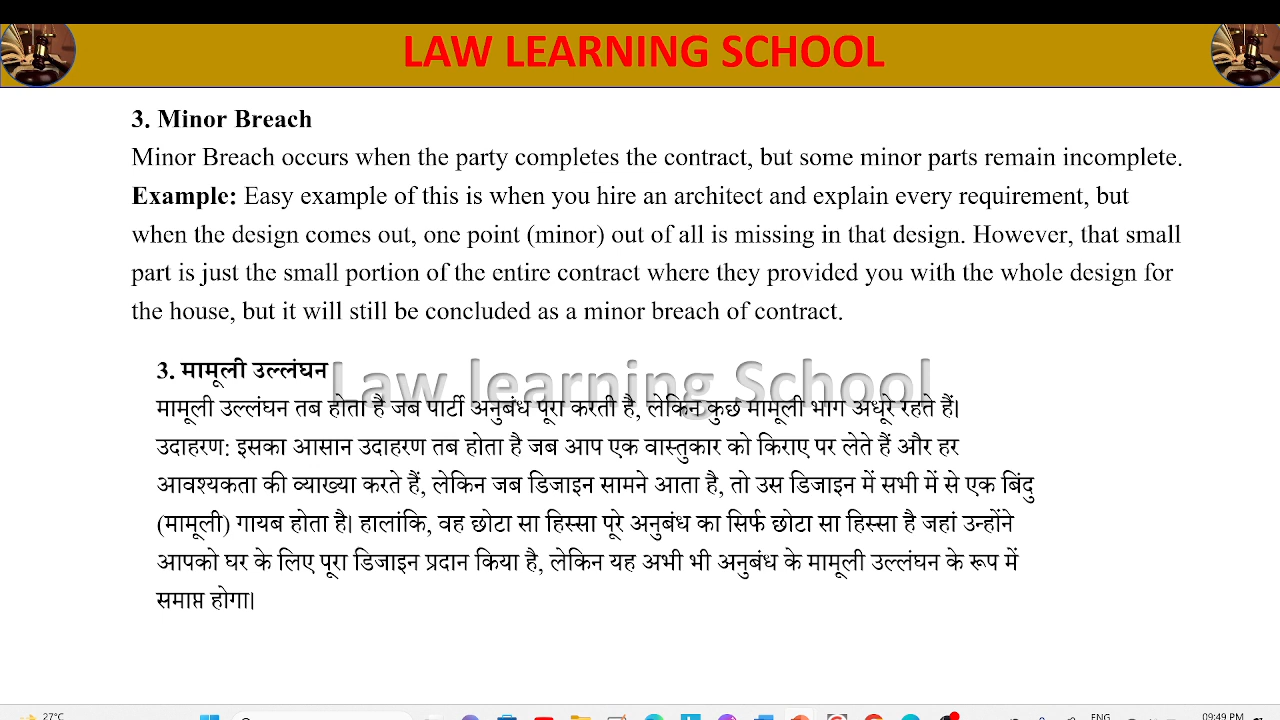 LAW LEARNING SCHOOL
3. Minor Breach
Minor Breach occurs when the party completes the contract, but some minor parts remain incomplete.
Example: Easy example of this is when you hire an architect and explain every requirement, but
when the design comes out, one point (minor) out of all is missing in that design. However, that small
part is just the small portion of the entire contract where they provided you with the whole design for
the house, but it will still be concluded as a minor breach of contract.
Law learning School
3. मामूली उल्लंघन
मामूली उल्लंघन तब होता है जब पार्टी अनुबंध पूरा करती है, लेकिन कुछ मामूली भाग अधूरे रहते हैं।
उदाहरण: इसका आसान उदाहरण तब होता है जब आप एक वास्तुकार को किराए पर लेते हैं और हर
आवश्यकता की व्याख्या करते हैं, लेकिन जब डिजाइन सामने आता है, तो उस डिजाइन में सभी में से एक बिंदु
(मामूली) गायब होता है। हालांकि, वह छोटा सा हिस्सा पूरे अनुबंध का सिर्फ छोटा सा हिस्सा है जहां उन्होंने
आपको घर के लिए पूरा डिजाइन प्रदान किया है, लेकिन यह अभी भी अनुबंध के मामूली उल्लंघन के रूप में
समाप्त होगा।
27°C
ENG
09:49 PM